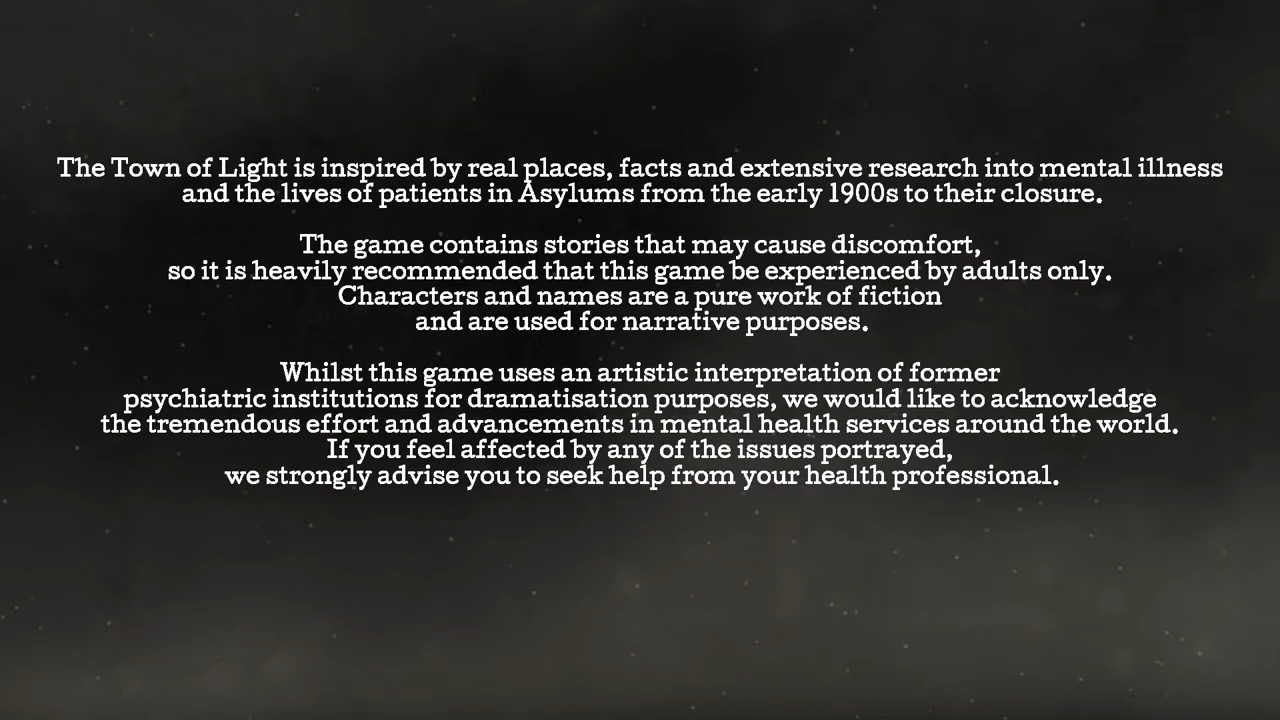 The Town of Light is inspired by real places, facts and extensive research into mental illness
and the lives of patients in Asylums from the early 1900s to their closure.
The game contains stories that may cause discomfort,
so it is heavily recommended that this game be experienced by adults only.
Characters and names are a pure work of fiction
and are used for narrative purposes.
Whilst this game uses an artistic interpretation of former
psychiatric institutions for dramatisation purposes, we would like to acknowledge
the tremendous effort and advancements in mental health services around the world.
If you feel affected by any of the issues portrayed,
we strongly advise you to seek help from your health professional.